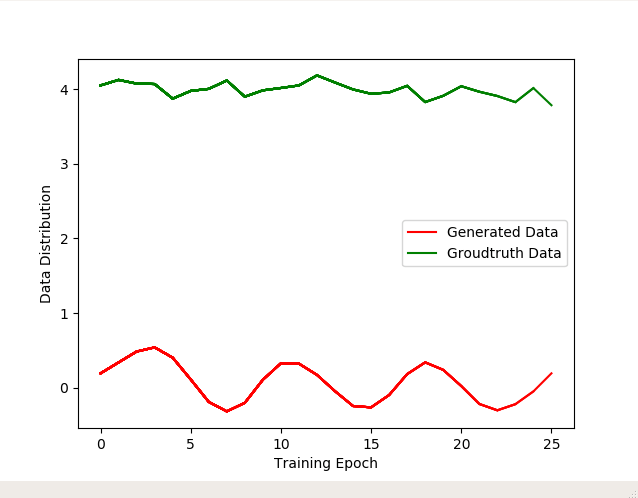 4
3
2
1
0
Data Distribution
Generated Data
Groudtruth Data
0 5 10 15 20 25
Training Epoch